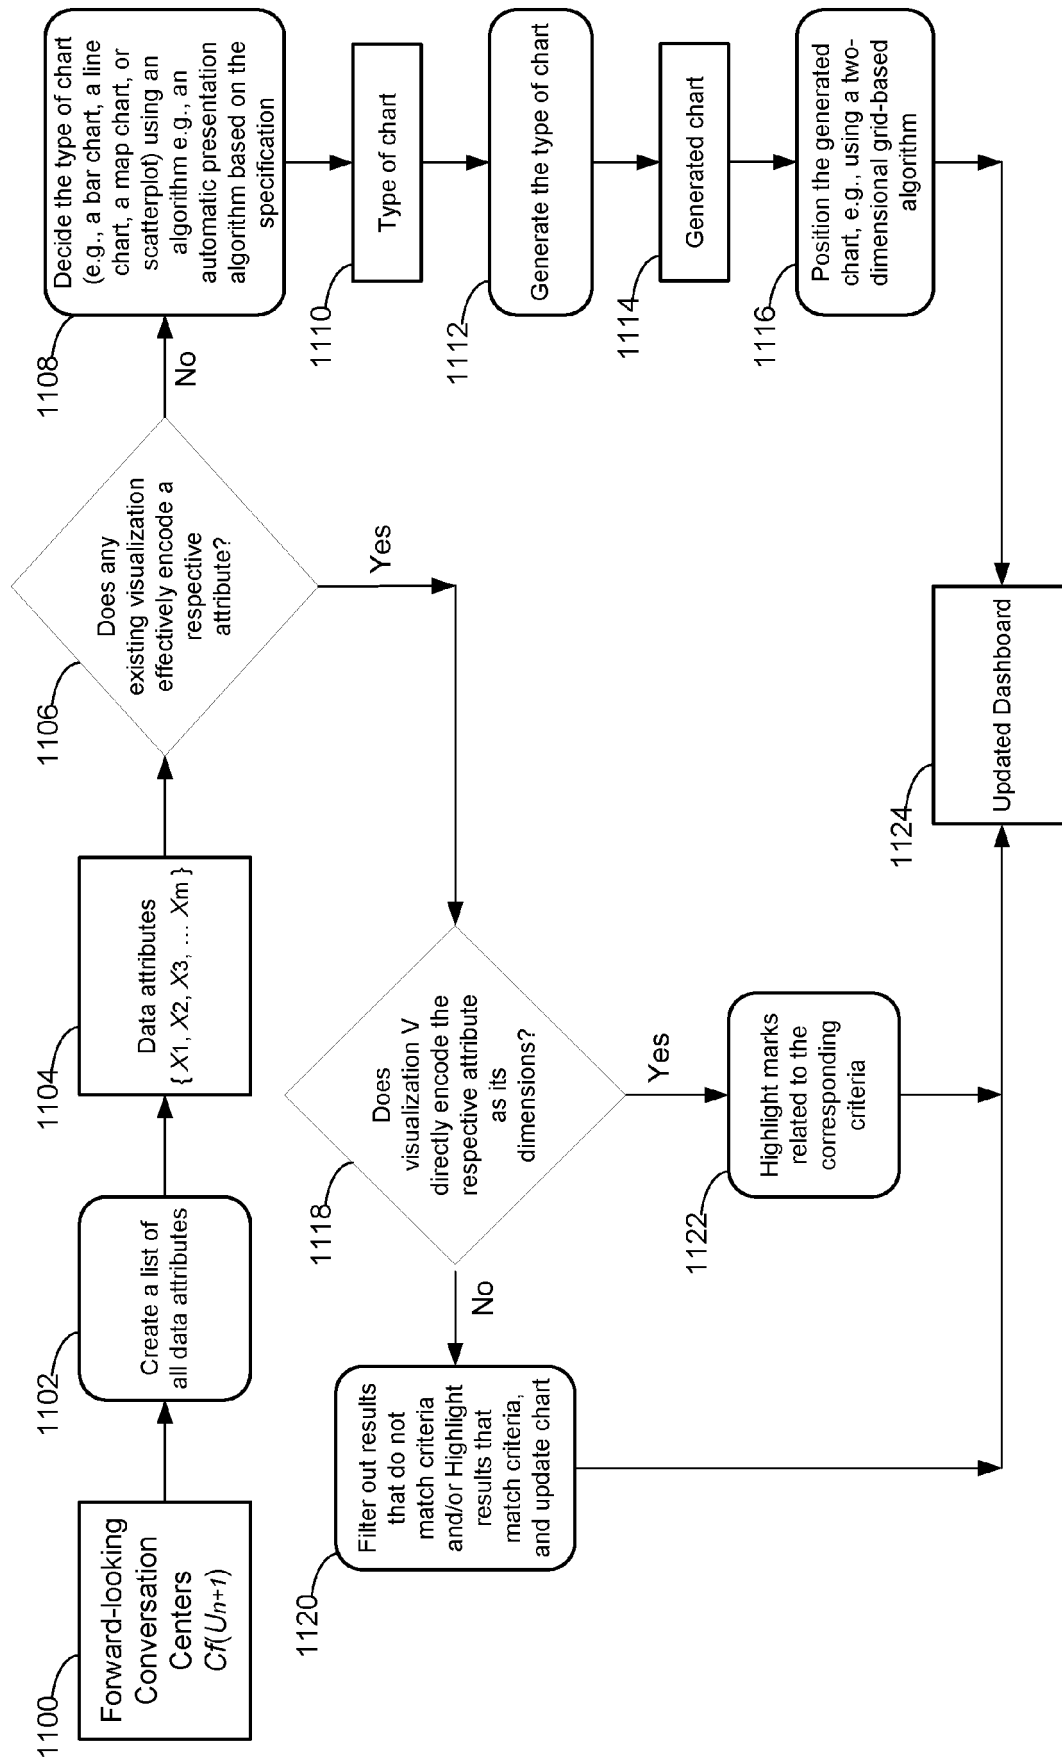 1100
Forward-looking
Conversation
Centers
Cf(Un+1)
1102
Create a list of
all data attributes
1104
Data attributes
{ X1, X2, X3, ... Xm }
1106
Does any
existing visualization
effectively encode a
respective
attribute?
No
Yes
1108
Decide the type of chart
(e.g., a bar chart, a line
chart, a map chart, or
scatterplot) using an
algorithm e.g., an
automatic presentation
algorithm based on the
specification
1110
Type of chart
1112
Generate the type of chart
1114
Generated chart
1116
Position the generated
chart, e.g., using a two-
dimensional grid-based
algorithm
1118
Does
visualization V
directly encode the
respective attribute
as its
dimensions?
No
Yes
1120
Filter out results
that do not
match criteria
and/or Highlight
results that
match criteria,
and update chart
1122
Highlight marks
related to the
corresponding
criteria
1124
Updated Dashboard